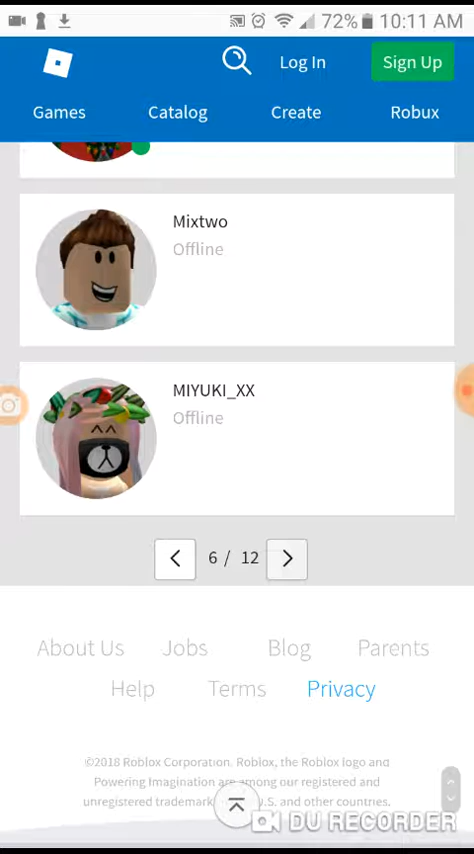 72% 10:11 AM
Log In Sign Up
Games Catalog Create Robux
Mixtwo
Offline
MIYUKI_XX
Offline
6 / 12
About Us Jobs Blog Parents
Help Terms Privacy
©2018 Roblox Corporation. Roblox, the Roblox logo and
Powering Imagination are among our registered and
unregistered trademark U.S. and other countries.
DU RECORDER